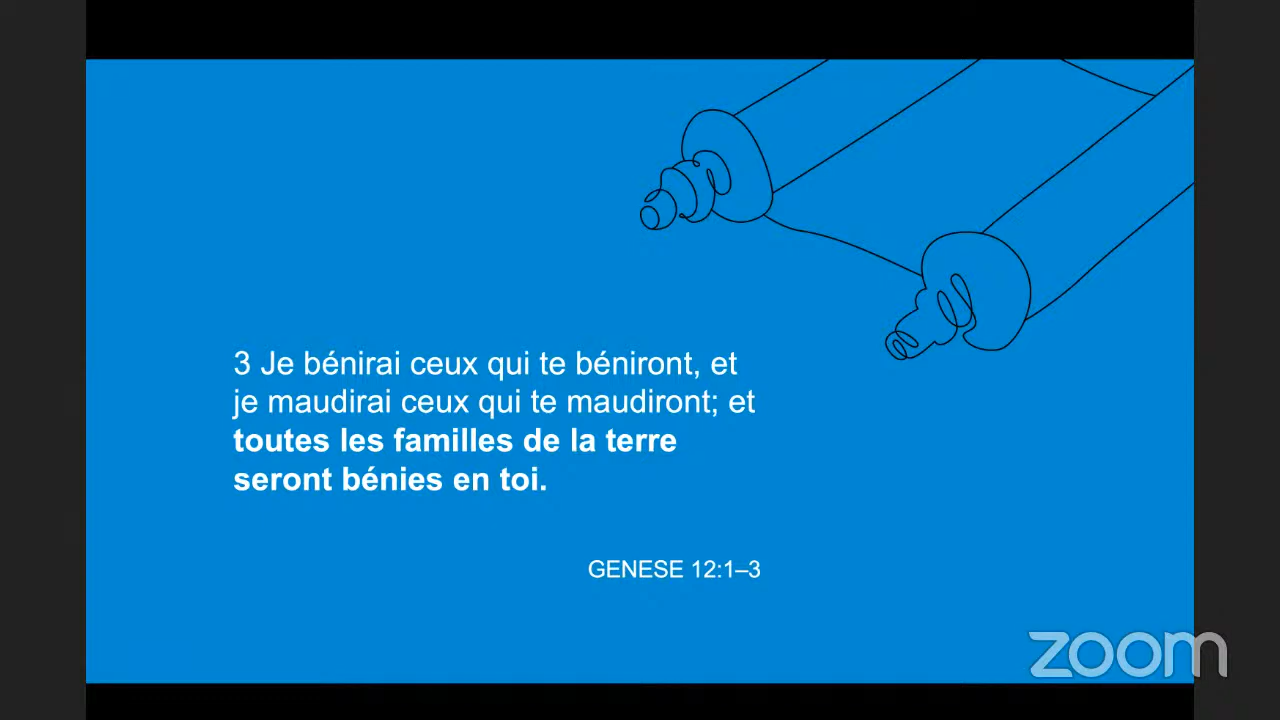 3 Je bénirai ceux qui te béniront, et
je maudirai ceux qui te maudiront; et
toutes les familles de la terre
seront bénies en toi.
GENESE 12:1–3
zoom